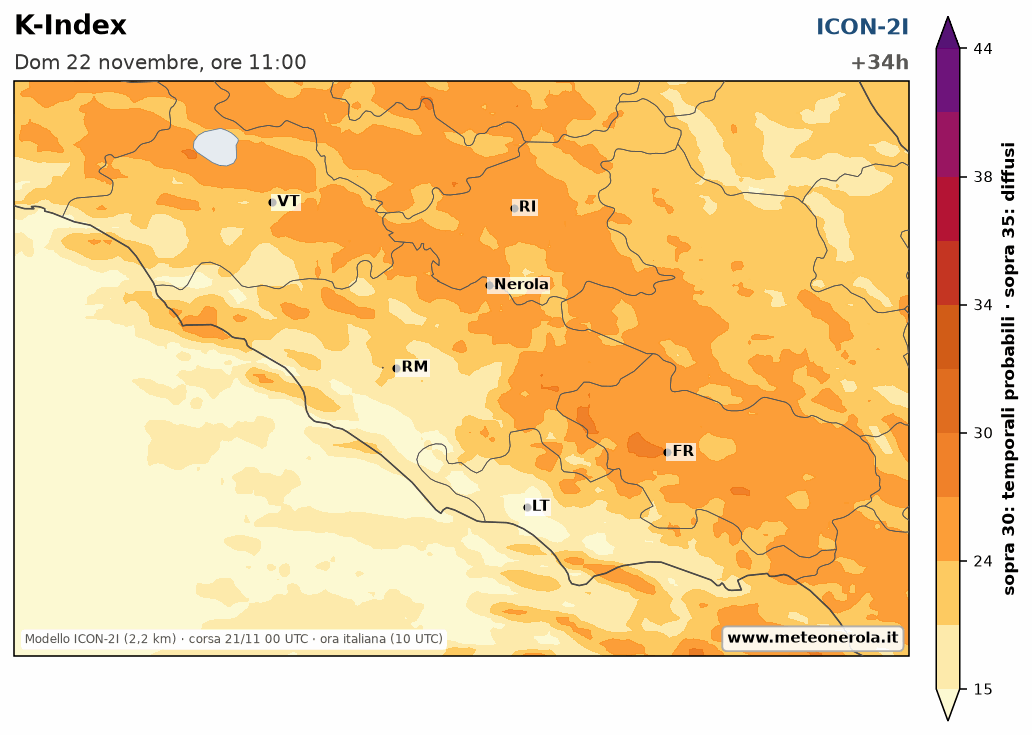 K-Index
ICON-2I
Dom 22 novembre, ore 11:00
+34h
VT
RI
Nerola
RM
FR
LT
Modello ICON-2I (2,2 km) · corsa 21/11 00 UTC · ora italiana (10 UTC)
www.meteonerola.it
44
38
34
30
24
15
sopra 30: temporali probabili · sopra 35: diffusi